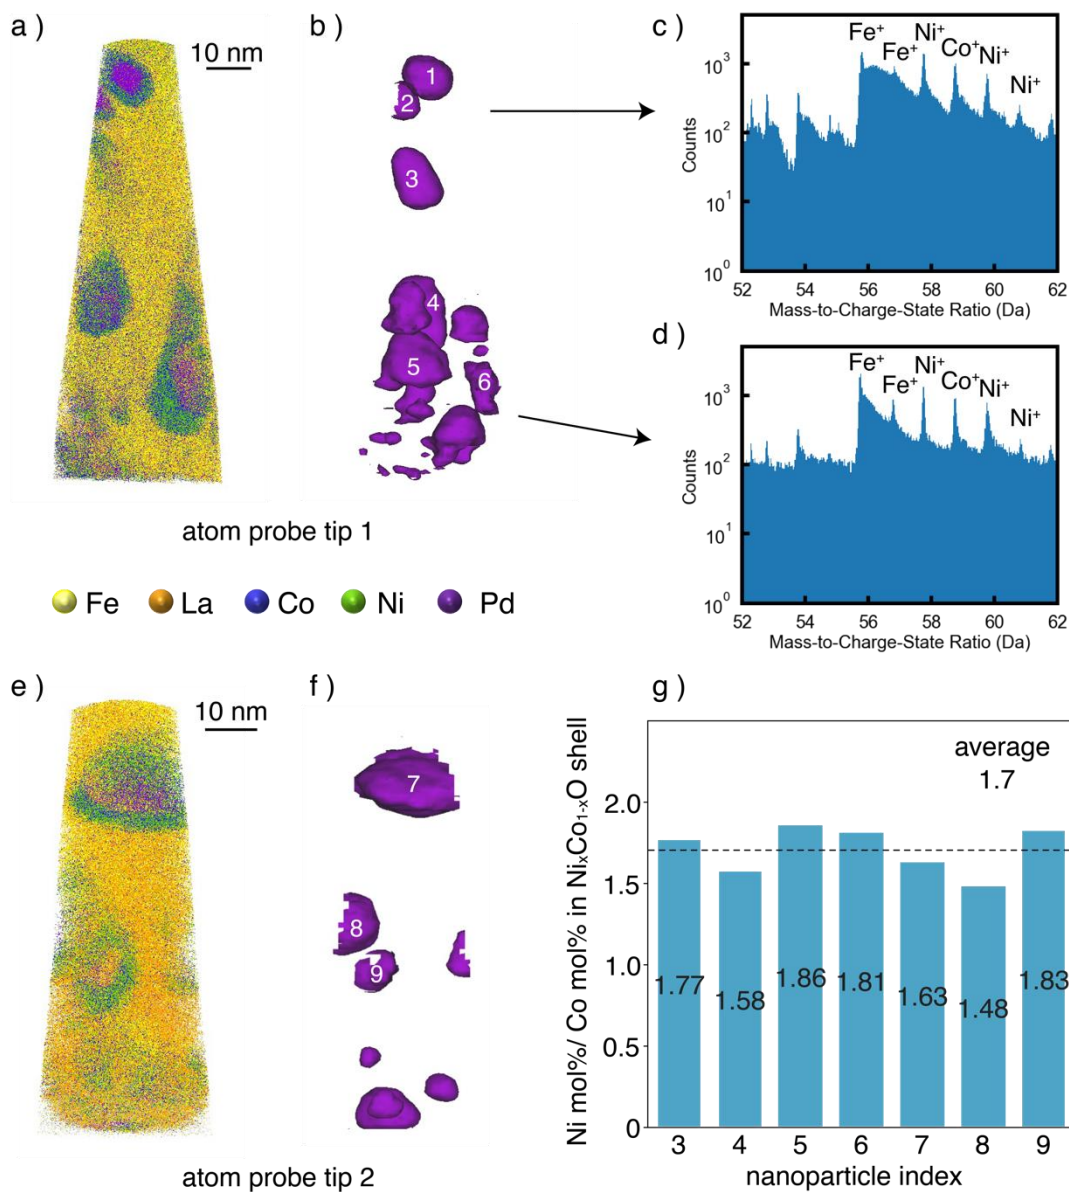 a )
10 nm
b )
1
2
3
4
5
6
c )
Fe⁺
Fe⁺
Ni⁺
Co⁺
Ni⁺
Ni⁺
10³
10²
10¹
10⁰
Counts
52 54 56 58 60 62
Mass-to-Charge-State Ratio (Da)
d )
Fe⁺
Fe⁺
Ni⁺
Co⁺
Ni⁺
Ni⁺
10³
10²
10¹
10⁰
Counts
52 54 56 58 60 62
Mass-to-Charge-State Ratio (Da)
atom probe tip 1
Fe La Co Ni Pd
e )
10 nm
f )
7
8
9
g )
Ni mol%/ Co mol% in NiₓCo₁₋ₓO shell
average
1.7
2.0
1.5
1.0
0.5
0
1.77 1.58 1.86 1.81 1.63 1.48 1.83
3 4 5 6 7 8 9
nanoparticle index
atom probe tip 2